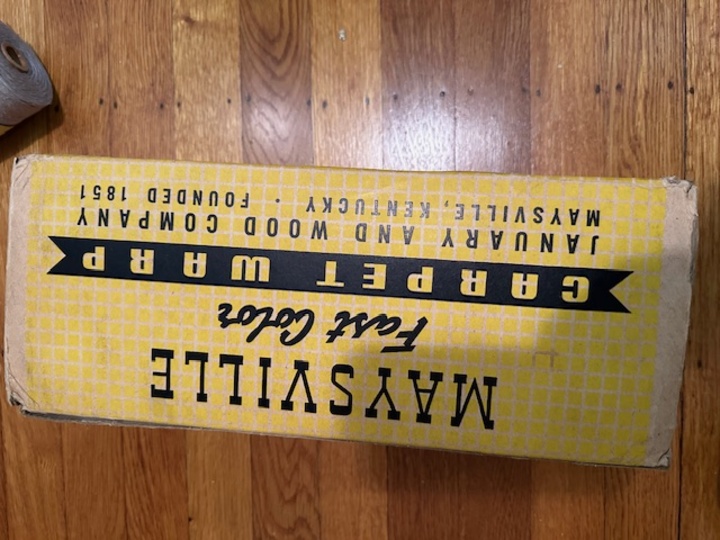 MAYSVILLE
Fast Color
CARPET WARP
JANUARY AND WOOD COMPANY
MAYSVILLE, KENTUCKY • FOUNDED 1851